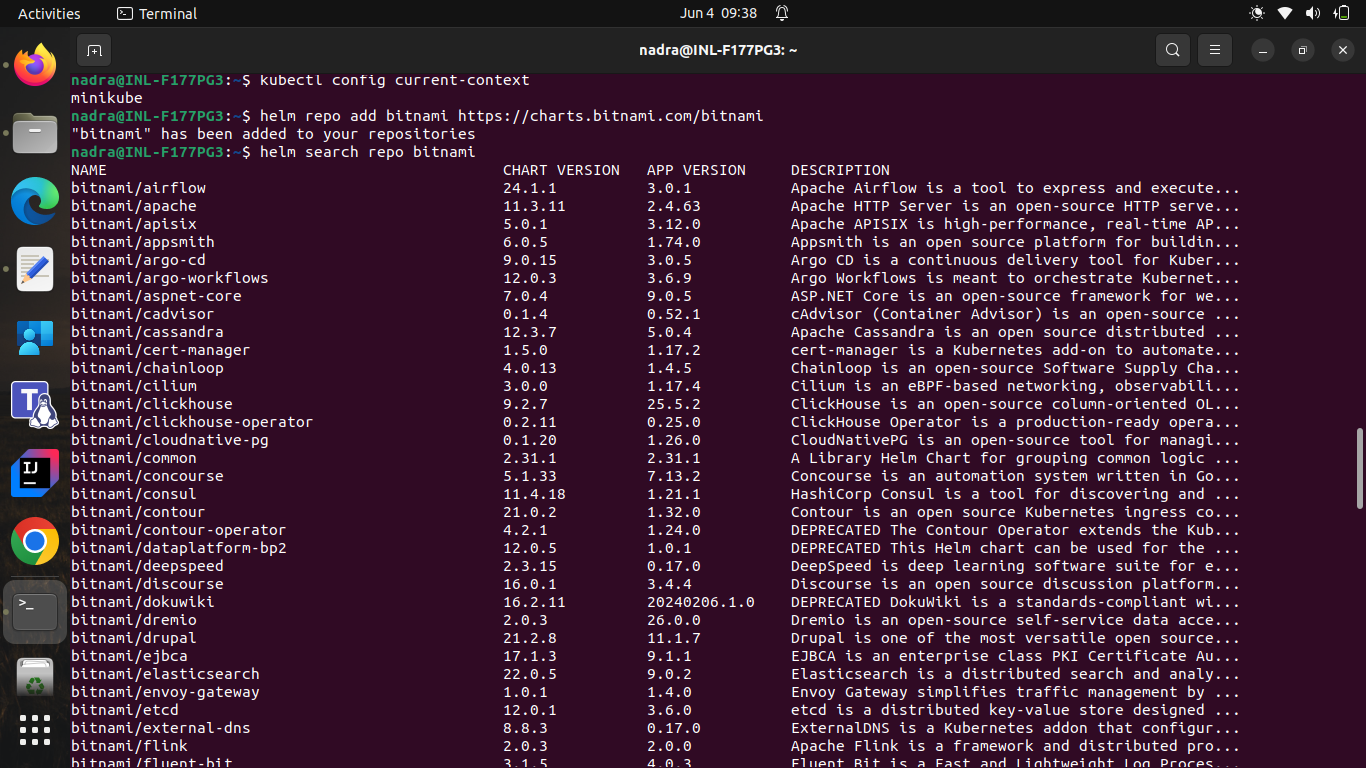 Activities Terminal Jun 4 09:38
nadra@INL-F177PG3: ~
nadra@INL-F177PG3:~$ kubectl config current-context
minikube
nadra@INL-F177PG3:~$ helm repo add bitnami https://charts.bitnami.com/bitnami
"bitnami" has been added to your repositories
nadra@INL-F177PG3:~$ helm search repo bitnami
NAME CHART VERSION APP VERSION DESCRIPTION
bitnami/airflow 24.1.1 3.0.1 Apache Airflow is a tool to express and execute...
bitnami/apache 11.3.11 2.4.63 Apache HTTP Server is an open-source HTTP serve...
bitnami/apisix 5.0.1 3.12.0 Apache APISIX is high-performance, real-time AP...
bitnami/appsmith 6.0.5 1.74.0 Appsmith is an open source platform for buildin...
bitnami/argo-cd 9.0.15 3.0.5 Argo CD is a continuous delivery tool for Kuber...
bitnami/argo-workflows 12.0.3 3.6.9 Argo Workflows is meant to orchestrate Kubernet...
bitnami/aspnet-core 7.0.4 9.0.5 ASP.NET Core is an open-source framework for we...
bitnami/cadvisor 0.1.4 0.52.1 cAdvisor (Container Advisor) is an open-source ...
bitnami/cassandra 12.3.7 5.0.4 Apache Cassandra is an open source distributed ...
bitnami/cert-manager 1.5.0 1.17.2 cert-manager is a Kubernetes add-on to automate...
bitnami/chainloop 4.0.13 1.4.5 Chainloop is an open-source Software Supply Cha...
bitnami/cilium 3.0.0 1.17.4 Cilium is an eBPF-based networking, observabili...
bitnami/clickhouse 9.2.7 25.5.2 ClickHouse is an open-source column-oriented OL...
bitnami/clickhouse-operator 0.2.11 0.25.0 ClickHouse Operator is a production-ready opera...
bitnami/cloudnative-pg 0.1.20 1.26.0 CloudNativePG is an open-source tool for managi...
bitnami/common 2.31.1 2.31.1 A Library Helm Chart for grouping common logic ...
bitnami/concourse 5.1.33 7.13.2 Concourse is an automation system written in Go...
bitnami/consul 11.4.18 1.21.1 HashiCorp Consul is a tool for discovering and ...
bitnami/contour 21.0.2 1.32.0 Contour is an open source Kubernetes ingress co...
bitnami/contour-operator 4.2.1 1.24.0 DEPRECATED The Contour Operator extends the Kub...
bitnami/dataplatform-bp2 12.0.5 1.0.1 DEPRECATED This Helm chart can be used for the ...
bitnami/deepspeed 2.3.15 0.17.0 DeepSpeed is deep learning software suite for e...
bitnami/discourse 16.0.1 3.4.4 Discourse is an open source discussion platform...
bitnami/dokuwiki 16.2.11 20240206.1.0 DEPRECATED DokuWiki is a standards-compliant wi...
bitnami/dremio 2.0.3 26.0.0 Dremio is an open-source self-service data acce...
bitnami/drupal 21.2.8 11.1.7 Drupal is one of the most versatile open source...
bitnami/ejbca 17.1.3 9.1.1 EJBCA is an enterprise class PKI Certificate Au...
bitnami/elasticsearch 22.0.5 9.0.2 Elasticsearch is a distributed search and analy...
bitnami/envoy-gateway 1.0.1 1.4.0 Envoy Gateway simplifies traffic management by ...
bitnami/etcd 12.0.1 3.6.0 etcd is a distributed key-value store designed ...
bitnami/external-dns 8.8.3 0.17.0 ExternalDNS is a Kubernetes addon that configur...
bitnami/flink 2.0.3 2.0.0 Apache Flink is a framework and distributed pro...
bitnami/fluent-bit 3.1.5 4.0.3 Fluent Bit is a Fast and Lightweight Log Proces...